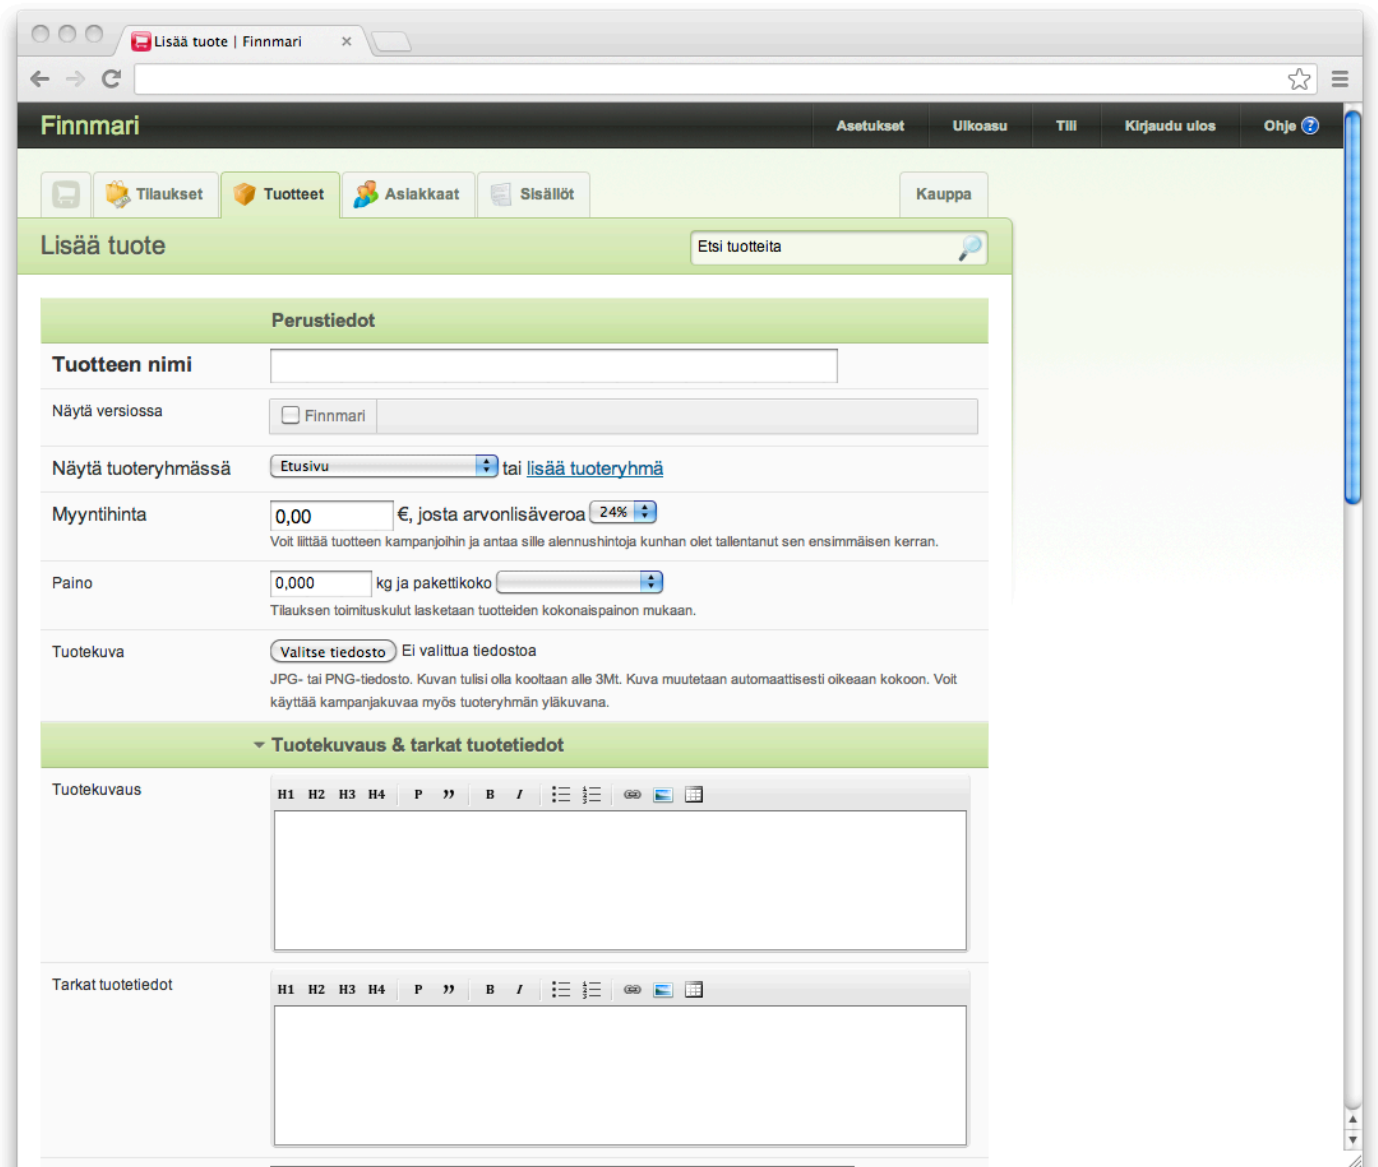 Lisää tuote | Finnmari
Finnmari
Asetukset Ulkoasu Tili Kirjaudu ulos Ohje ?
Tilaukset Tuotteet Asiakkaat Sisällöt Kauppa
Lisää tuote Etsi tuotteita
Perustiedot
Tuotteen nimi
Näytä versiossa Finnmari
Näytä tuoteryhmässä Etusivu tai lisää tuoteryhmä
Myyntihinta 0,00 €, josta arvonlisäveroa 24%
Voit liittää tuotteen kampanjoihin ja antaa sille alennushintoja kunhan olet tallentanut sen ensimmäisen kerran.
Paino 0,000 kg ja pakettikoko
Tilauksen toimituskulut lasketaan tuotteiden kokonaispainon mukaan.
Tuotekuva Valitse tiedosto Ei valittua tiedostoa
JPG- tai PNG-tiedosto. Kuvan tulisi olla kooltaan alle 3Mt. Kuva muutetaan automaattisesti oikeaan kokoon. Voit
käyttää kampanjakuvaa myös tuoteryhmän yläkuvana.
Tuotekuvaus & tarkat tuotetiedot
Tuotekuvaus H1 H2 H3 H4 P ” B I
Tarkat tuotetiedot H1 H2 H3 H4 P ” B I